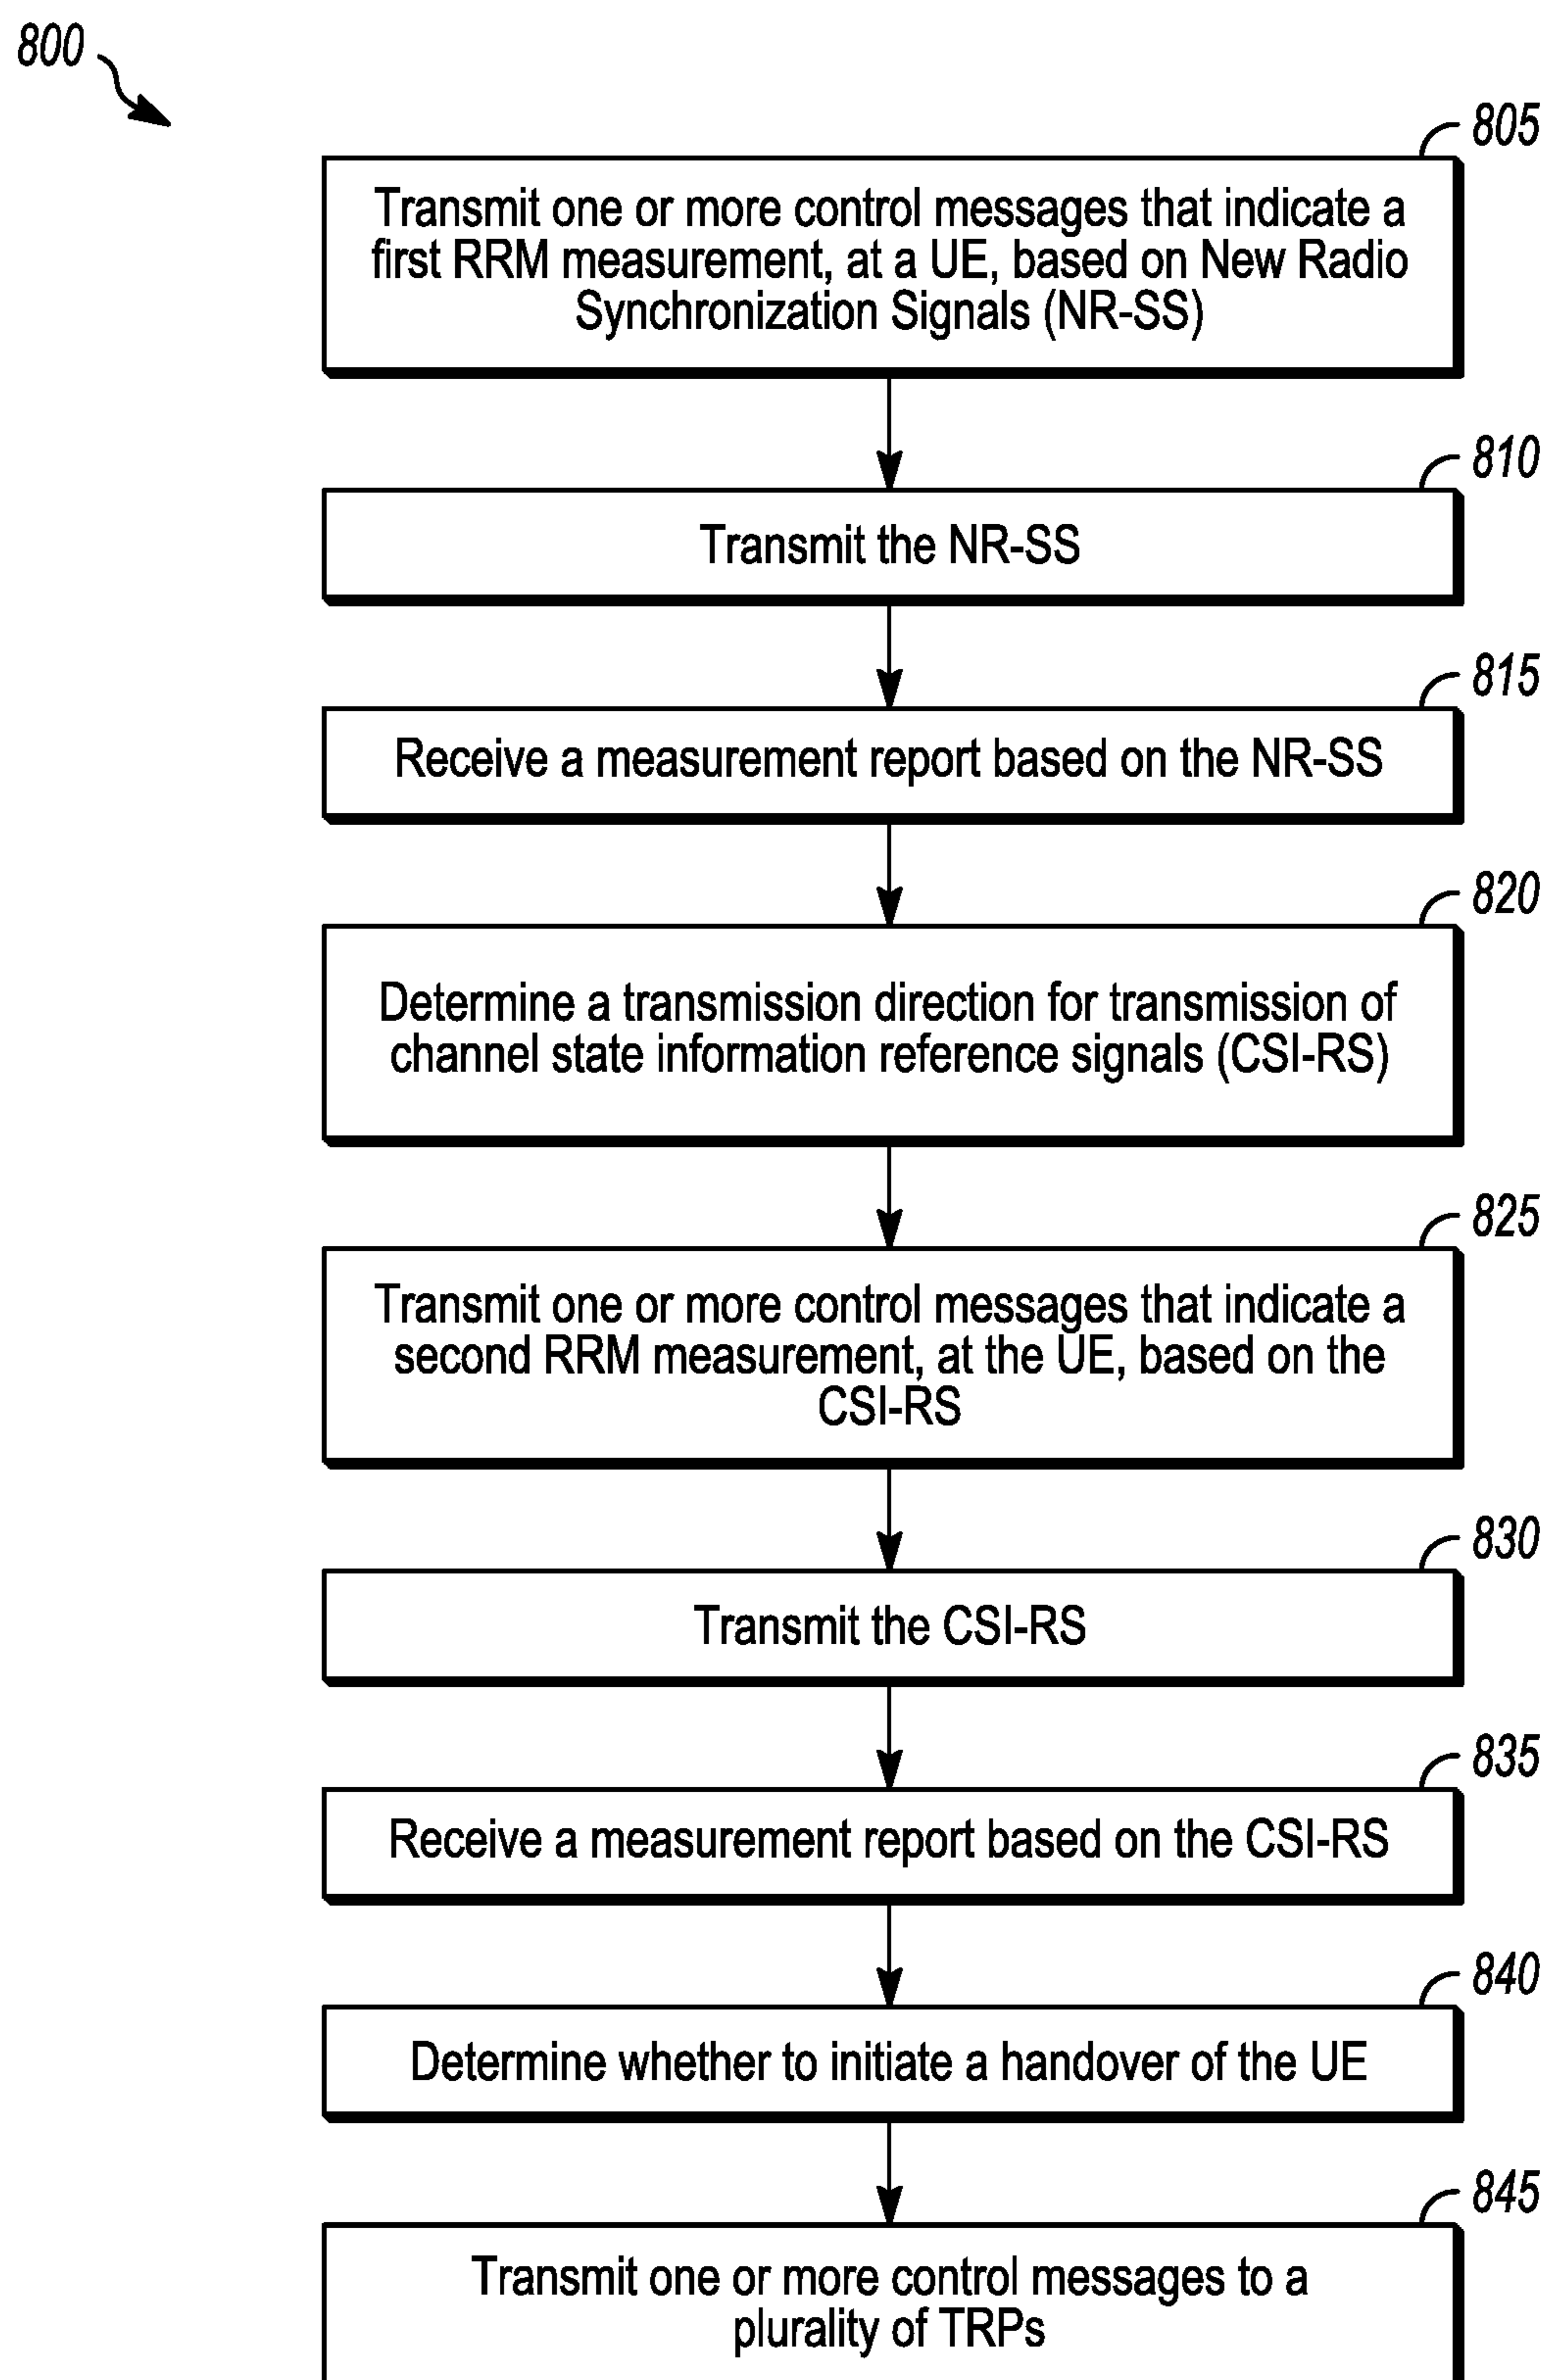 800
805
Transmit one or more control messages that indicate a
first RRM measurement, at a UE, based on New Radio
Synchronization Signals (NR-SS)
810
Transmit the NR-SS
815
Receive a measurement report based on the NR-SS
820
Determine a transmission direction for transmission of
channel state information reference signals (CSI-RS)
825
Transmit one or more control messages that indicate a
second RRM measurement, at the UE, based on the
CSI-RS
830
Transmit the CSI-RS
835
Receive a measurement report based on the CSI-RS
840
Determine whether to initiate a handover of the UE
845
Transmit one or more control messages to a
plurality of TRPs